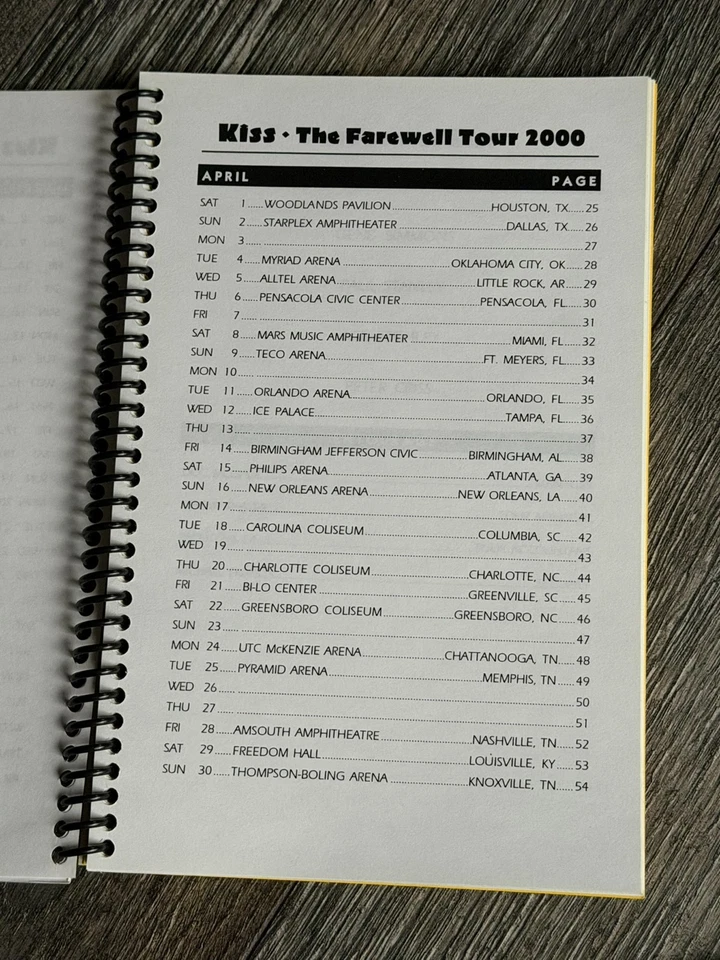 Kiss • The Farewell Tour 2000
APRIL PAGE
SAT 1......WOODLANDS PAVILION..............................HOUSTON, TX......25
SUN 2......STARPLEX AMPHITHEATER..............................DALLAS, TX......26
MON 3...... ..............................27
TUE 4......MYRIAD ARENA ..............................OKLAHOMA CITY, OK......28
WED 5......ALLTEL ARENA..............................LITTLE ROCK, AR......29
THU 6......PENSACOLA CIVIC CENTER..............................PENSACOLA, FL......30
FRI 7...... ..............................31
SAT 8......MARS MUSIC AMPHITHEATER ..............................MIAMI, FL......32
SUN 9......TECO ARENA..............................FT. MEYERS, FL......33
MON 10...... ..............................34
TUE 11......ORLANDO ARENA..............................ORLANDO, FL......35
WED 12......ICE PALACE..............................TAMPA, FL......36
THU 13...... ..............................37
FRI 14......BIRMINGHAM JEFFERSON CIVIC ..............................BIRMINGHAM, AL......38
SAT 15......PHILIPS ARENA..............................ATLANTA, GA......39
SUN 16......NEW ORLEANS ARENA..............................NEW ORLEANS, LA......40
MON 17...... ..............................41
TUE 18......CAROLINA COLISEUM..............................COLUMBIA, SC......42
WED 19...... ..............................43
THU 20......CHARLOTTE COLISEUM..............................CHARLOTTE, NC......44
FRI 21......BI-LO CENTER ..............................GREENVILLE, SC......45
SAT 22......GREENSBORO COLISEUM ..............................GREENSBORO, NC......46
SUN 23...... ..............................47
MON 24......UTC McKENZIE ARENA..............................CHATTANOOGA, TN......48
TUE 25......PYRAMID ARENA..............................MEMPHIS, TN......49
WED 26...... ..............................50
THU 27...... ..............................51
FRI 28......AMSOUTH AMPHITHEATRE..............................NASHVILLE, TN......52
SAT 29......FREEDOM HALL..............................LOUISVILLE, KY......53
SUN 30......THOMPSON-BOLING ARENA ..............................KNOXVILLE, TN......54